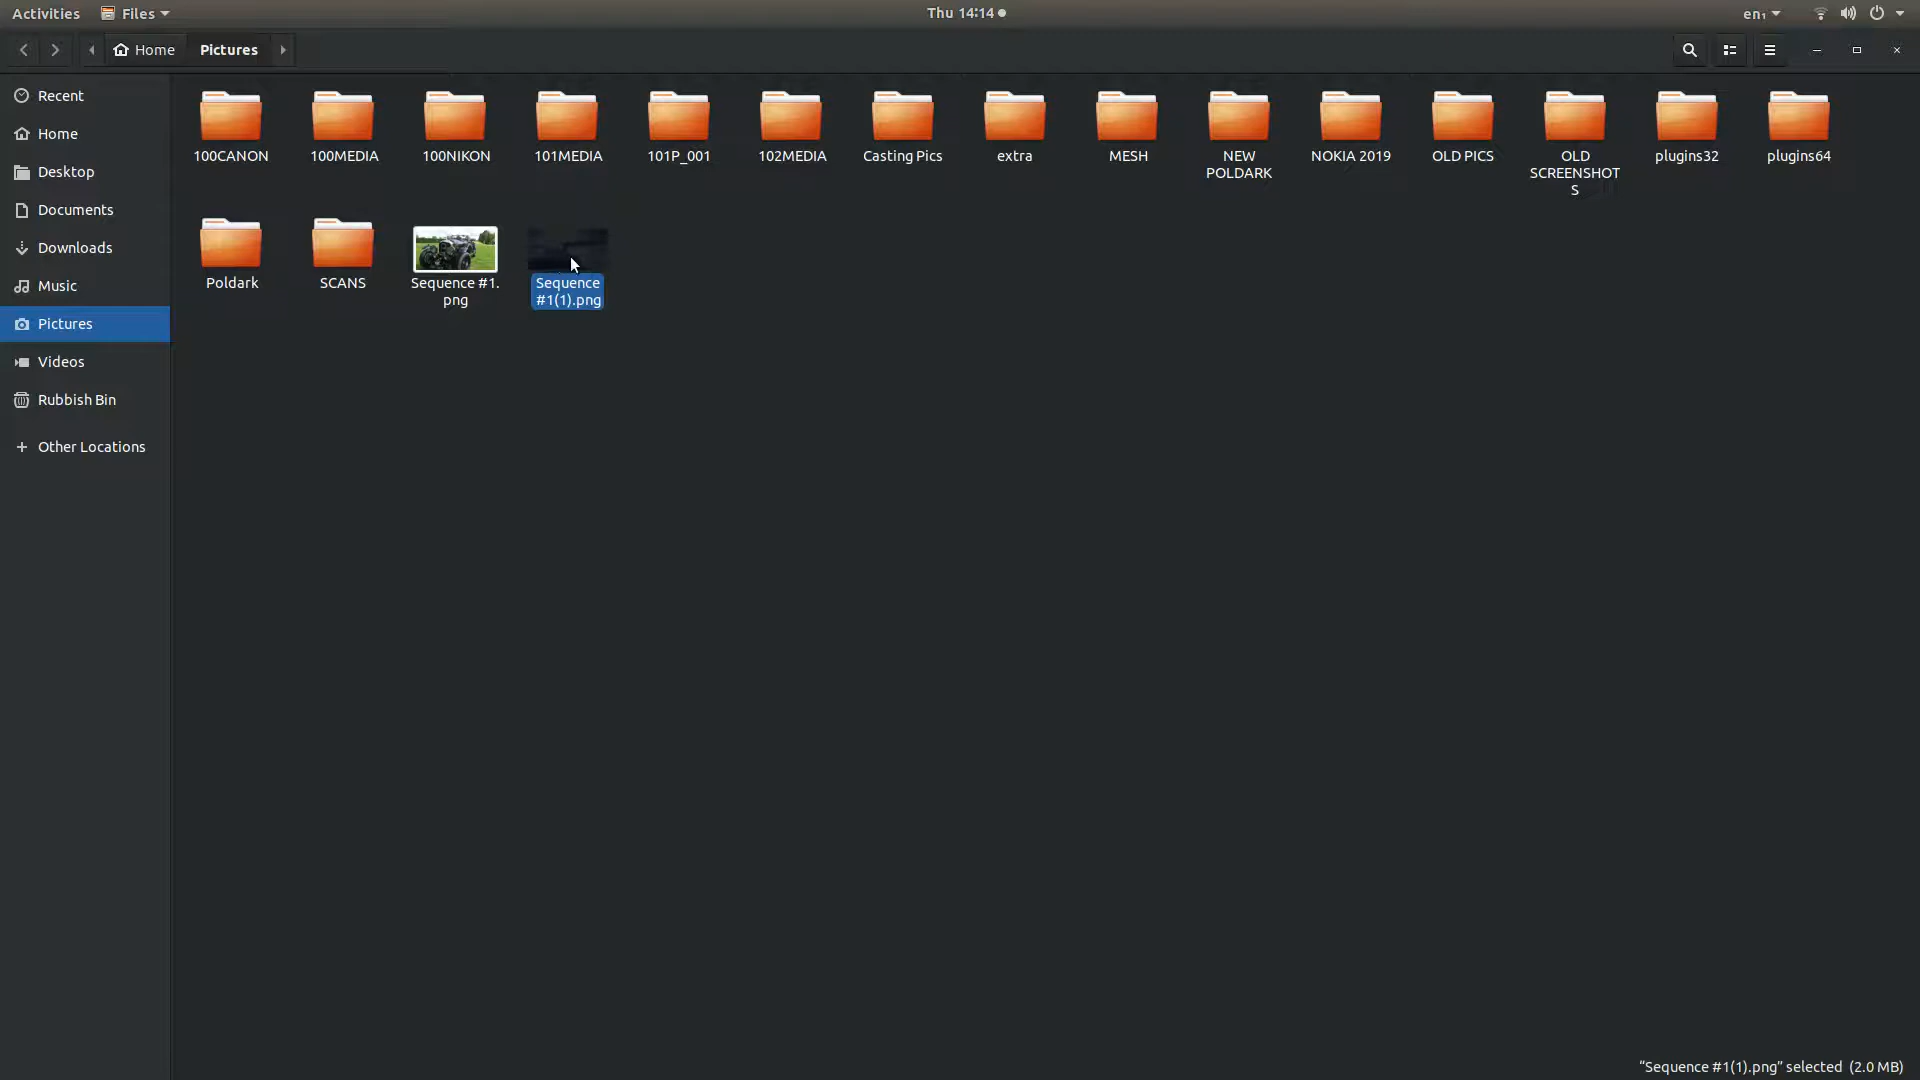 Activities Files Thu 14:14 en₁
Home Pictures
Recent
Home
Desktop
Documents
Downloads
Music
Pictures
Videos
Rubbish Bin
Other Locations
100CANON 100MEDIA 100NIKON 101MEDIA 101P_001 102MEDIA Casting Pics extra MESH NEW NOKIA 2019 OLD PICS OLD plugins32 plugins64
POLDARK SCREENSHOT
S
Poldark SCANS Sequence #1. Sequence
png #1(1).png
“Sequence #1(1).png” selected (2.0 MB)